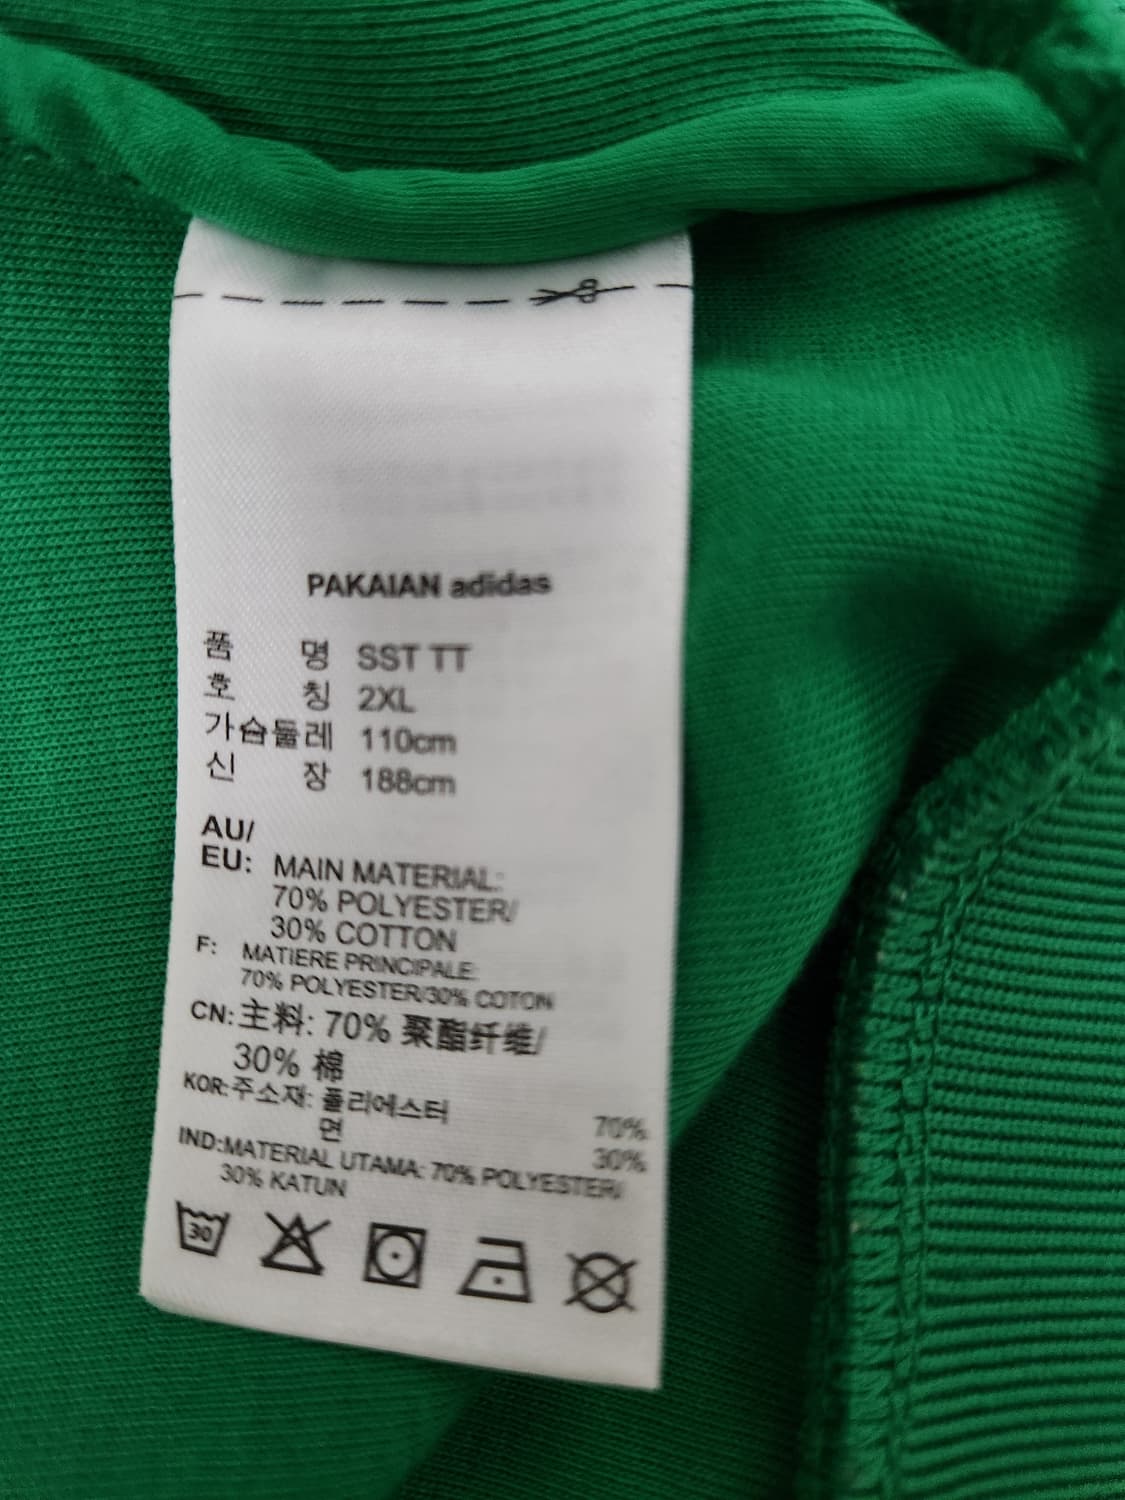 PAKAIAN adidas
품 명 SST TT
호 칭 2XL
가슴둘레 110cm
신 장 188cm
AU/
EU: MAIN MATERIAL:
70% POLYESTER/
30% COTTON
F: MATIERE PRINCIPALE:
70% POLYESTER/30% COTON
CN: 主料: 70% 聚酯纤维/
30% 棉
KOR: 주소재: 폴리에스터 70%
면 30%
IND: MATERIAL UTAMA: 70% POLYESTER/
30% KATUN
30